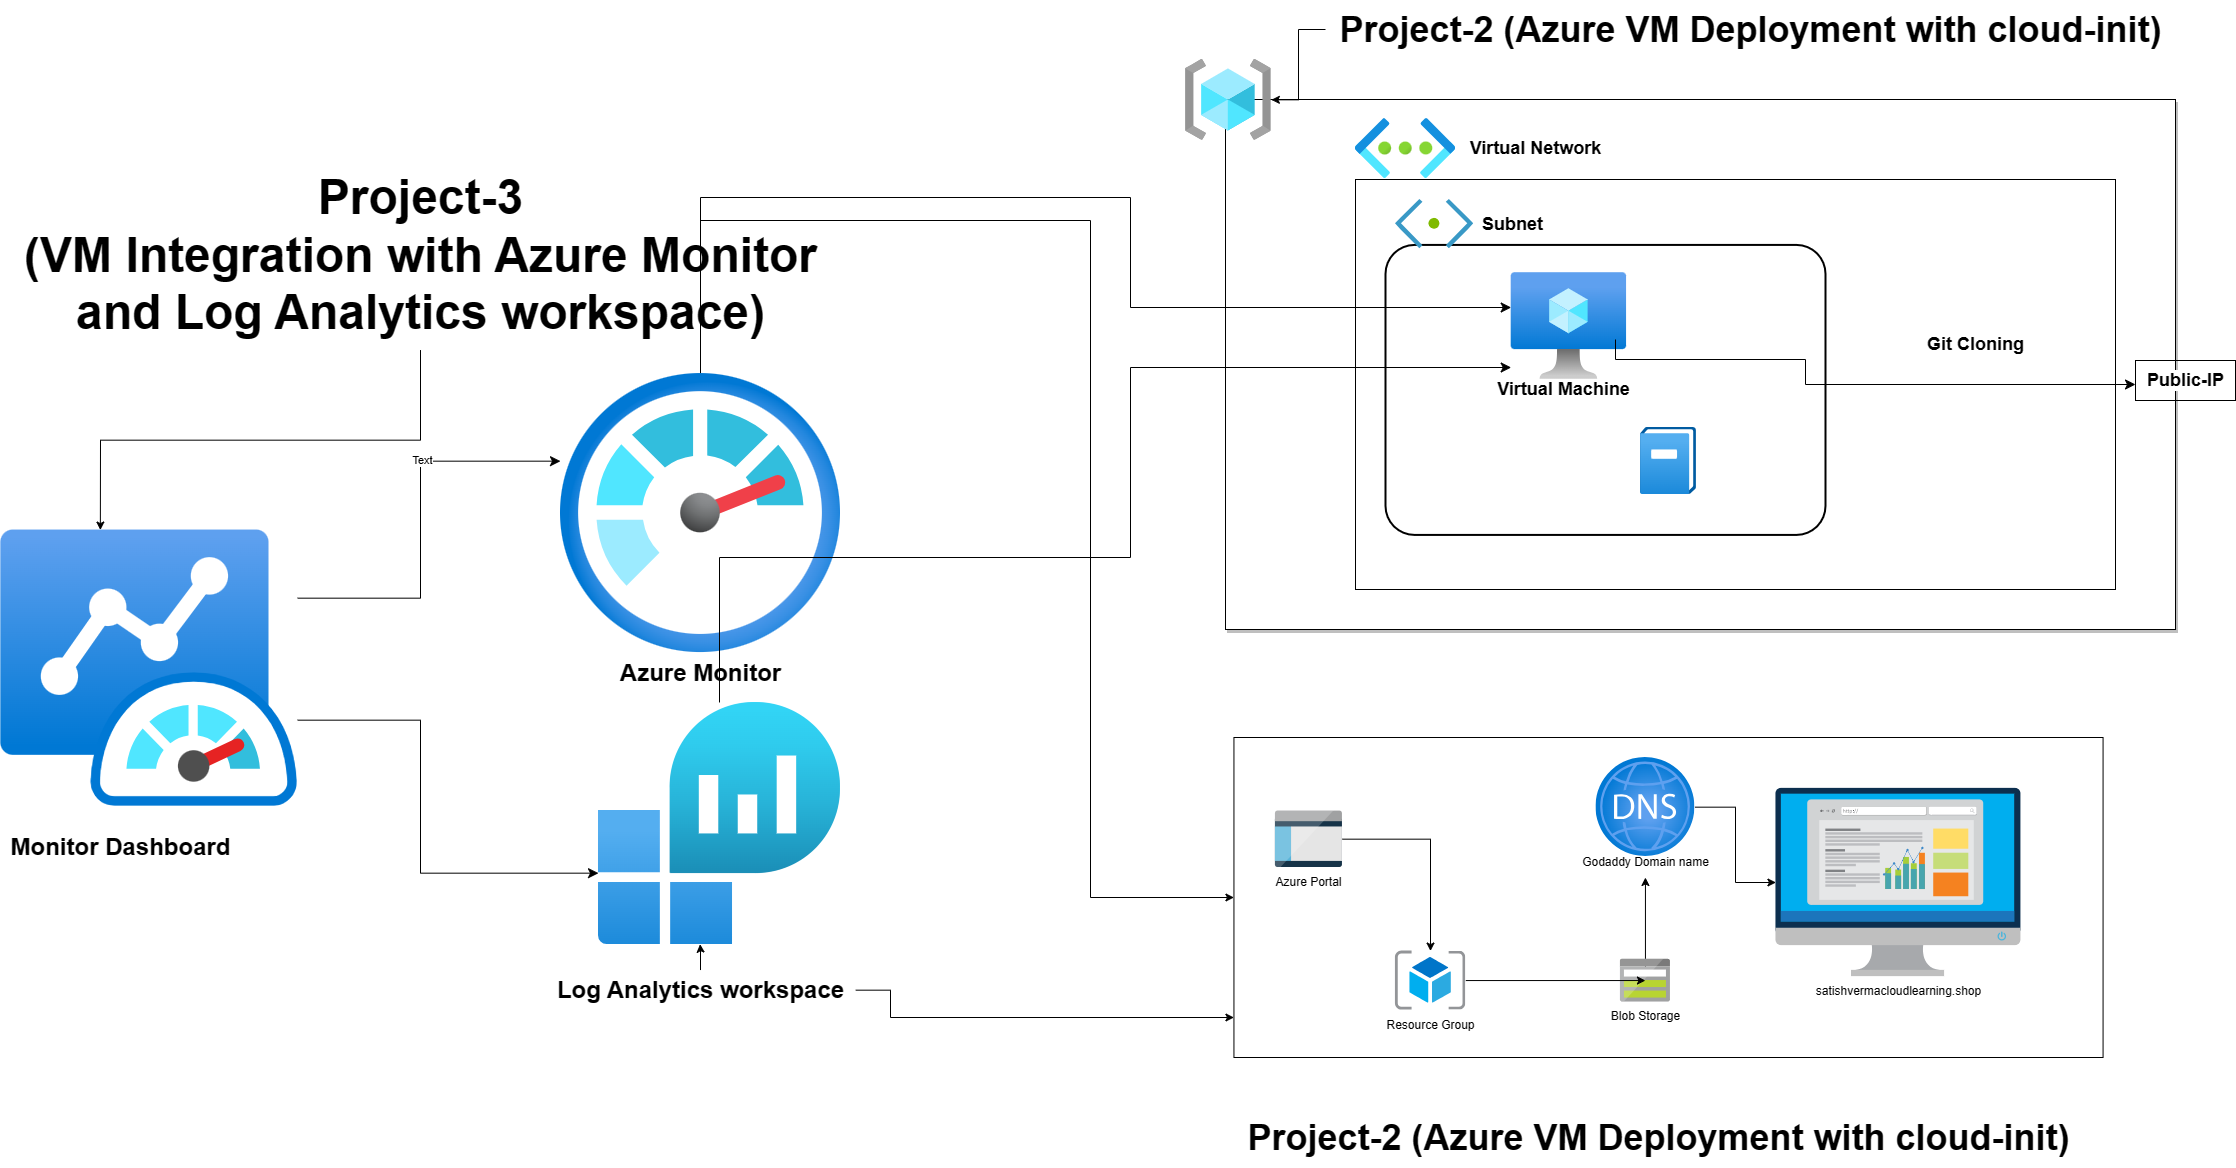 Project-2 (Azure VM Deployment with cloud-init)
Virtual Network
Project-3
(VM Integration with Azure Monitor
and Log Analytics workspace)
Subnet
Git Cloning
Public-IP
Virtual Machine
Text
Azure Monitor
Monitor Dashboard
DNS
https://
Godaddy Domain name
Azure Portal
Log Analytics workspace
satishvermacloudlearning.shop
Blob Storage
Resource Group
Project-2 (Azure VM Deployment with cloud-init)